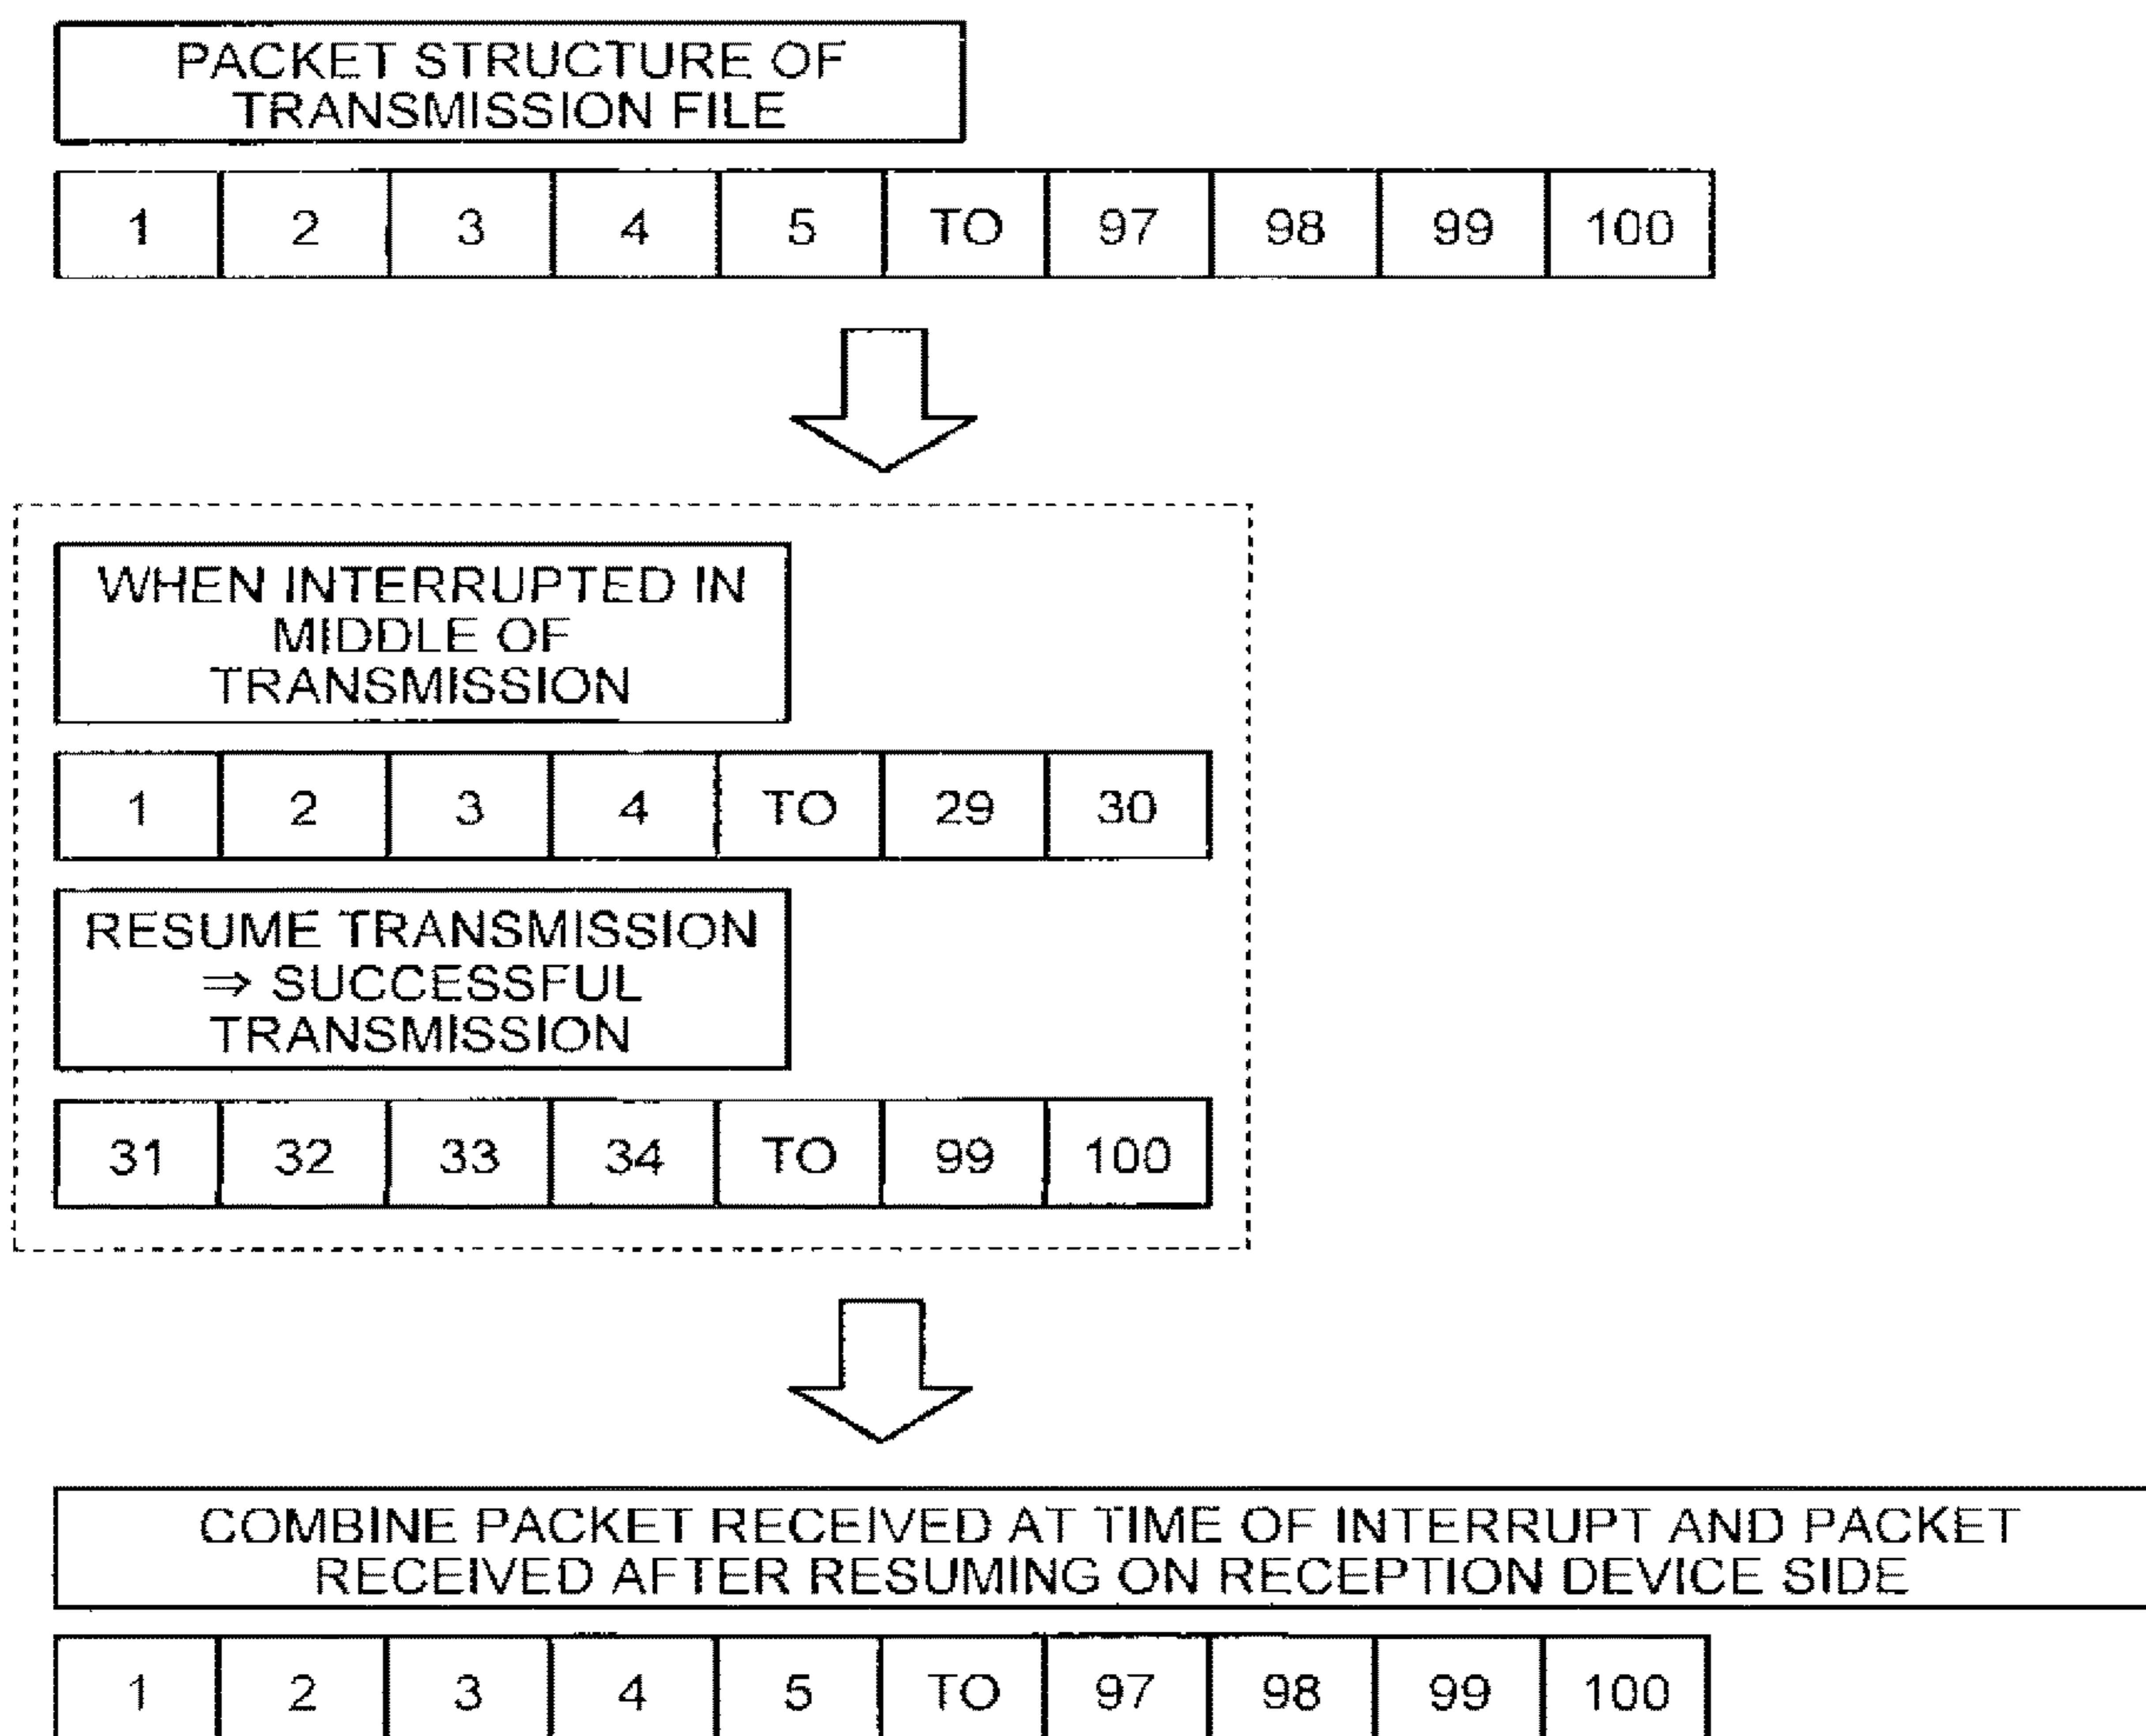 PACKET STRUCTURE OF
TRANSMISSION FILE
1 2 3 4 5 TO 97 98 99 100
WHEN INTERRUPTED IN
MIDDLE OF
TRANSMISSION
1 2 3 4 TO 29 30
RESUME TRANSMISSION
⇒ SUCCESSFUL
TRANSMISSION
31 32 33 34 TO 99 100
COMBINE PACKET RECEIVED AT TIME OF INTERRUPT AND PACKET
RECEIVED AFTER RESUMING ON RECEPTION DEVICE SIDE
1 2 3 4 5 TO 97 98 99 100